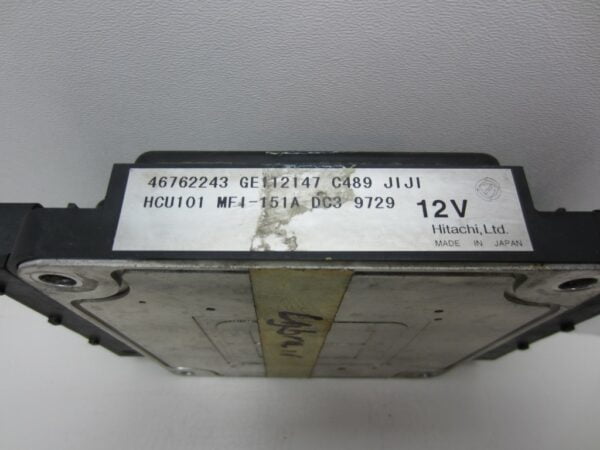 46762243 GE112147 C489 JIJI
HCU101 MF4-151A DC3 9729
12V
Hitachi, Ltd.
MADE IN JAPAN